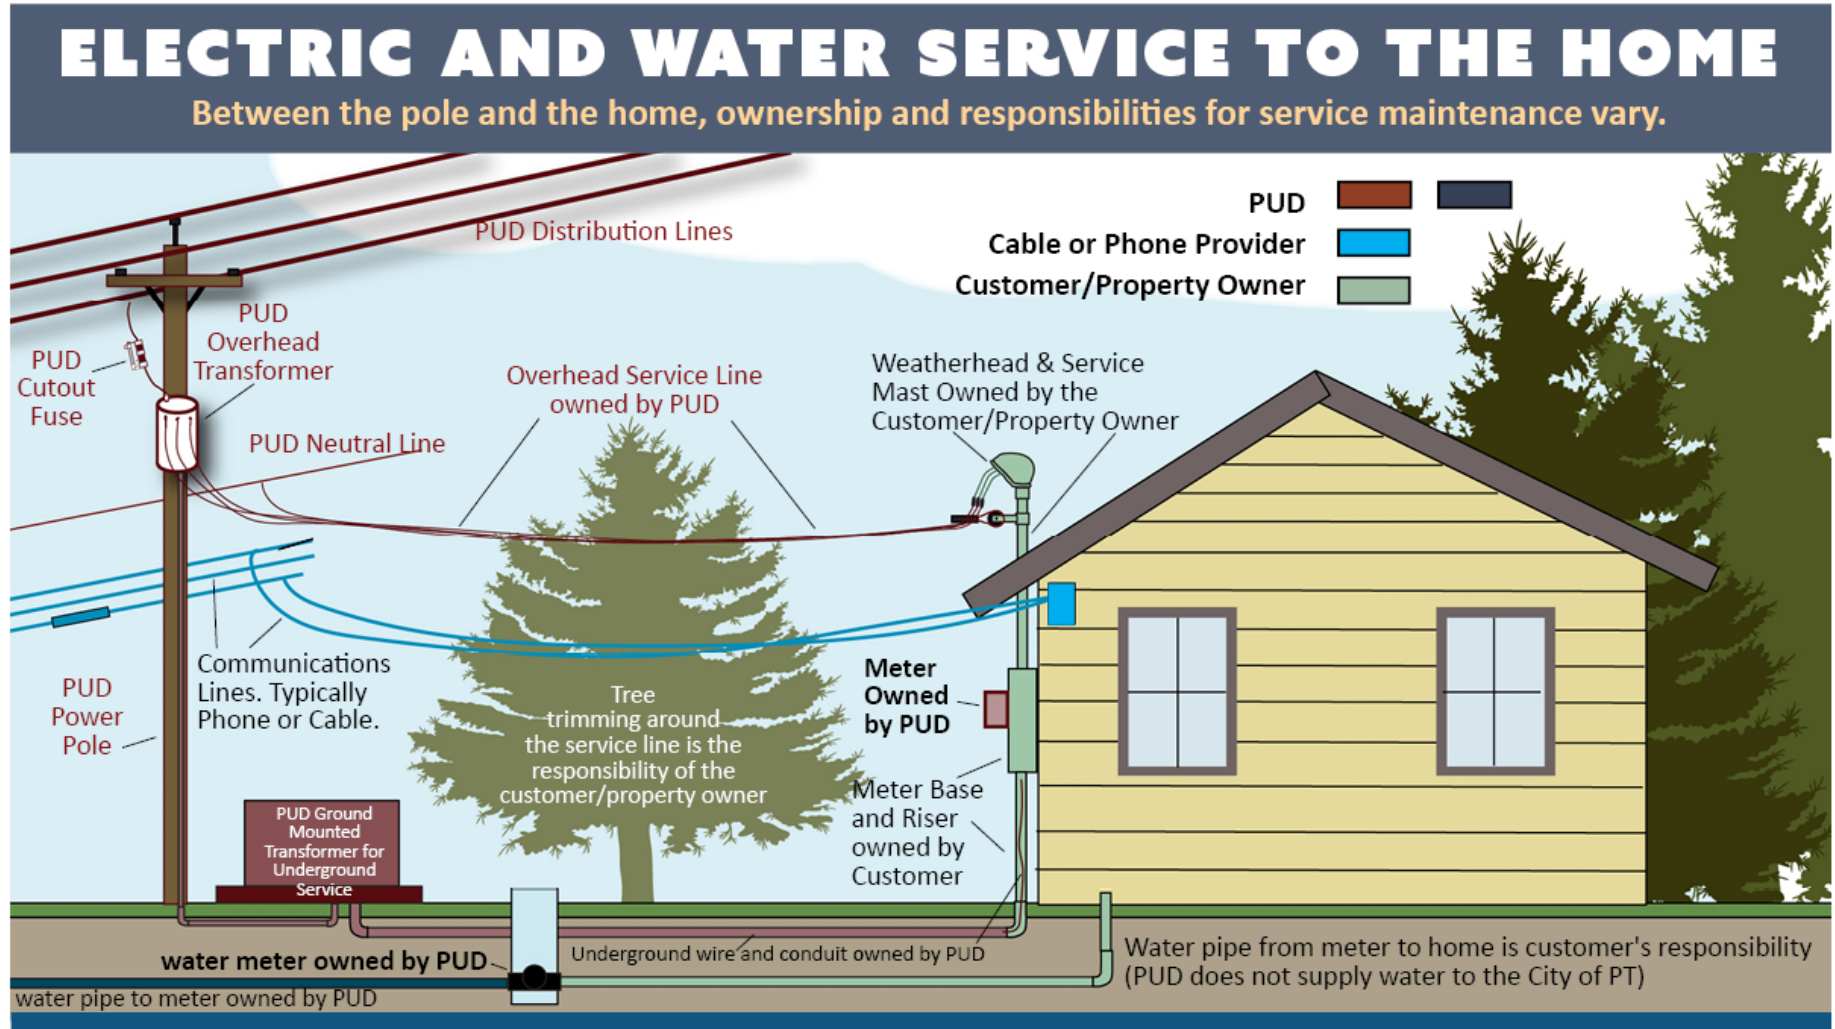 ELECTRIC AND WATER SERVICE TO THE HOME
Between the pole and the home, ownership and responsibilities for service maintenance vary.
PUD
Cable or Phone Provider
Customer/Property Owner
PUD Distribution Lines
PUD
Overhead
Transformer
PUD
Cutout
Fuse
PUD Neutral Line
Overhead Service Line
owned by PUD
Weatherhead & Service
Mast Owned by the
Customer/Property Owner
Communications
Lines. Typically
Phone or Cable.
PUD
Power
Pole
Tree
trimming around
the service line is the
responsibility of the
customer/property owner
Meter
Owned
by PUD
Meter Base
and Riser
owned by
Customer
PUD Ground
Mounted
Transformer for
Underground
Service
water meter owned by PUD
Underground wire and conduit owned by PUD
water pipe to meter owned by PUD
Water pipe from meter to home is customer's responsibility
(PUD does not supply water to the City of PT)